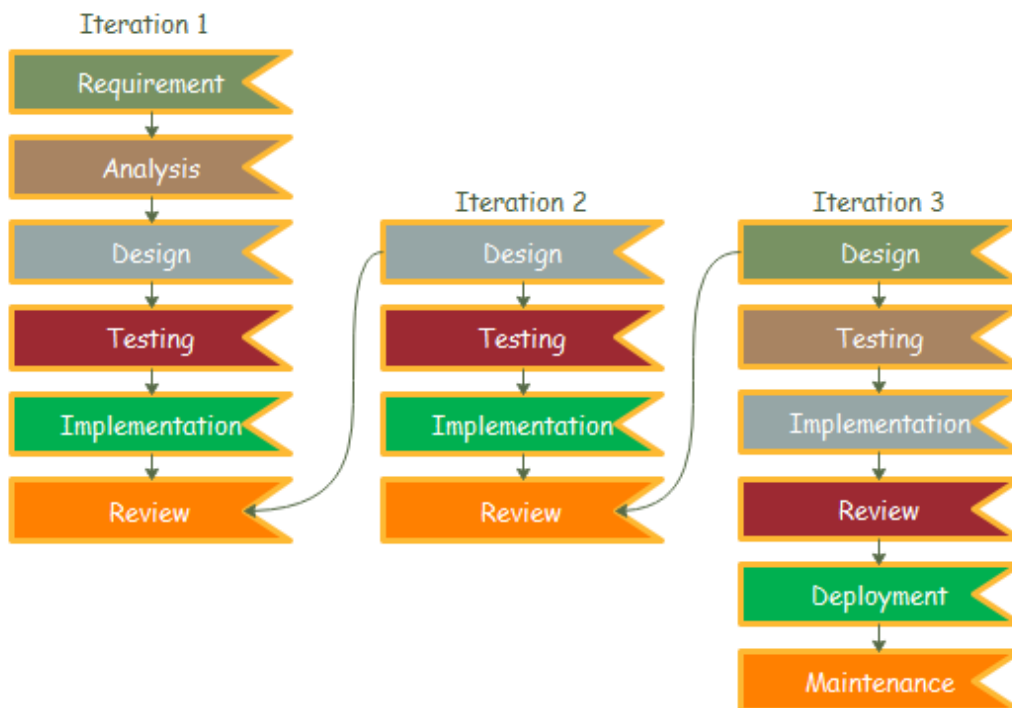 Iteration 1
Requirement
Analysis
Design
Testing
Implementation
Review
Iteration 2
Design
Testing
Implementation
Review
Iteration 3
Design
Testing
Implementation
Review
Deployment
Maintenance